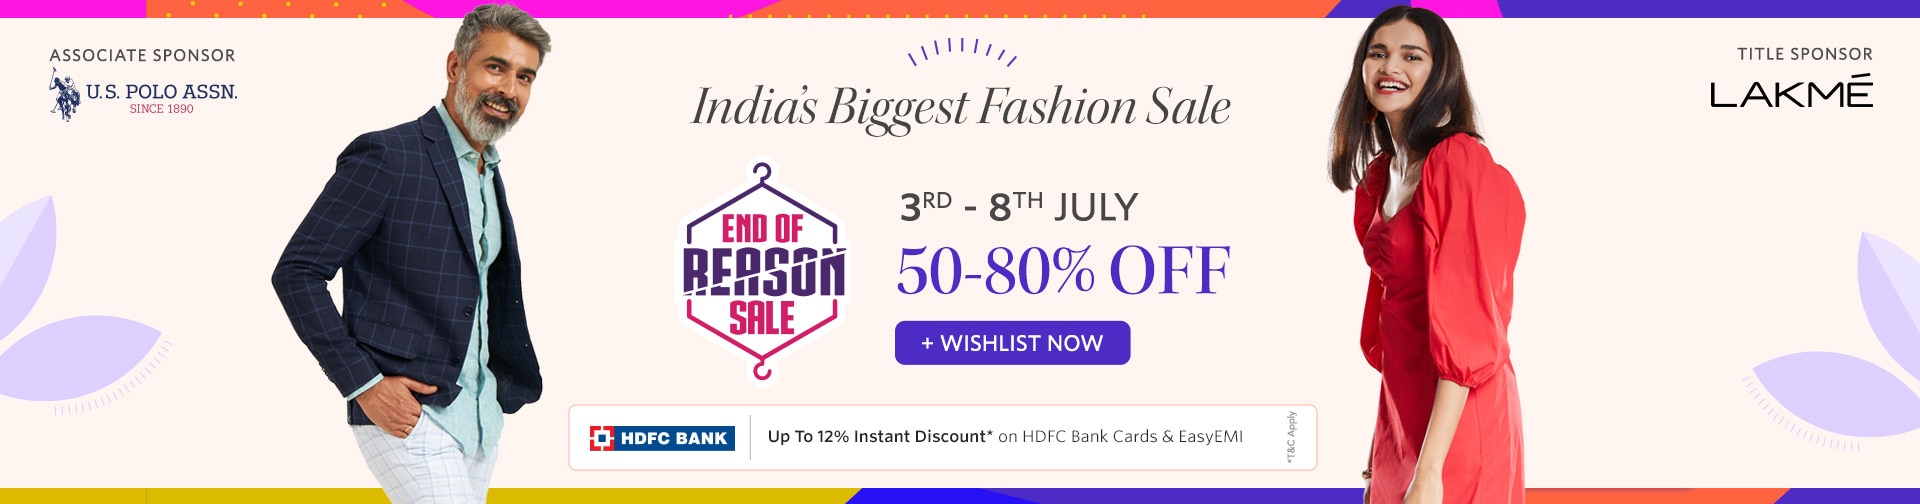 ASSOCIATE SPONSOR
U.S. POLO ASSN.
SINCE 1890
India's Biggest Fashion Sale
END OF
REASON
SALE
3RD - 8TH JULY
50-80% OFF
+ WISHLIST NOW
HDFC BANK
Up To 12% Instant Discount* on HDFC Bank Cards & EasyEMI
*T&C Apply
TITLE SPONSOR
LAKMÉ